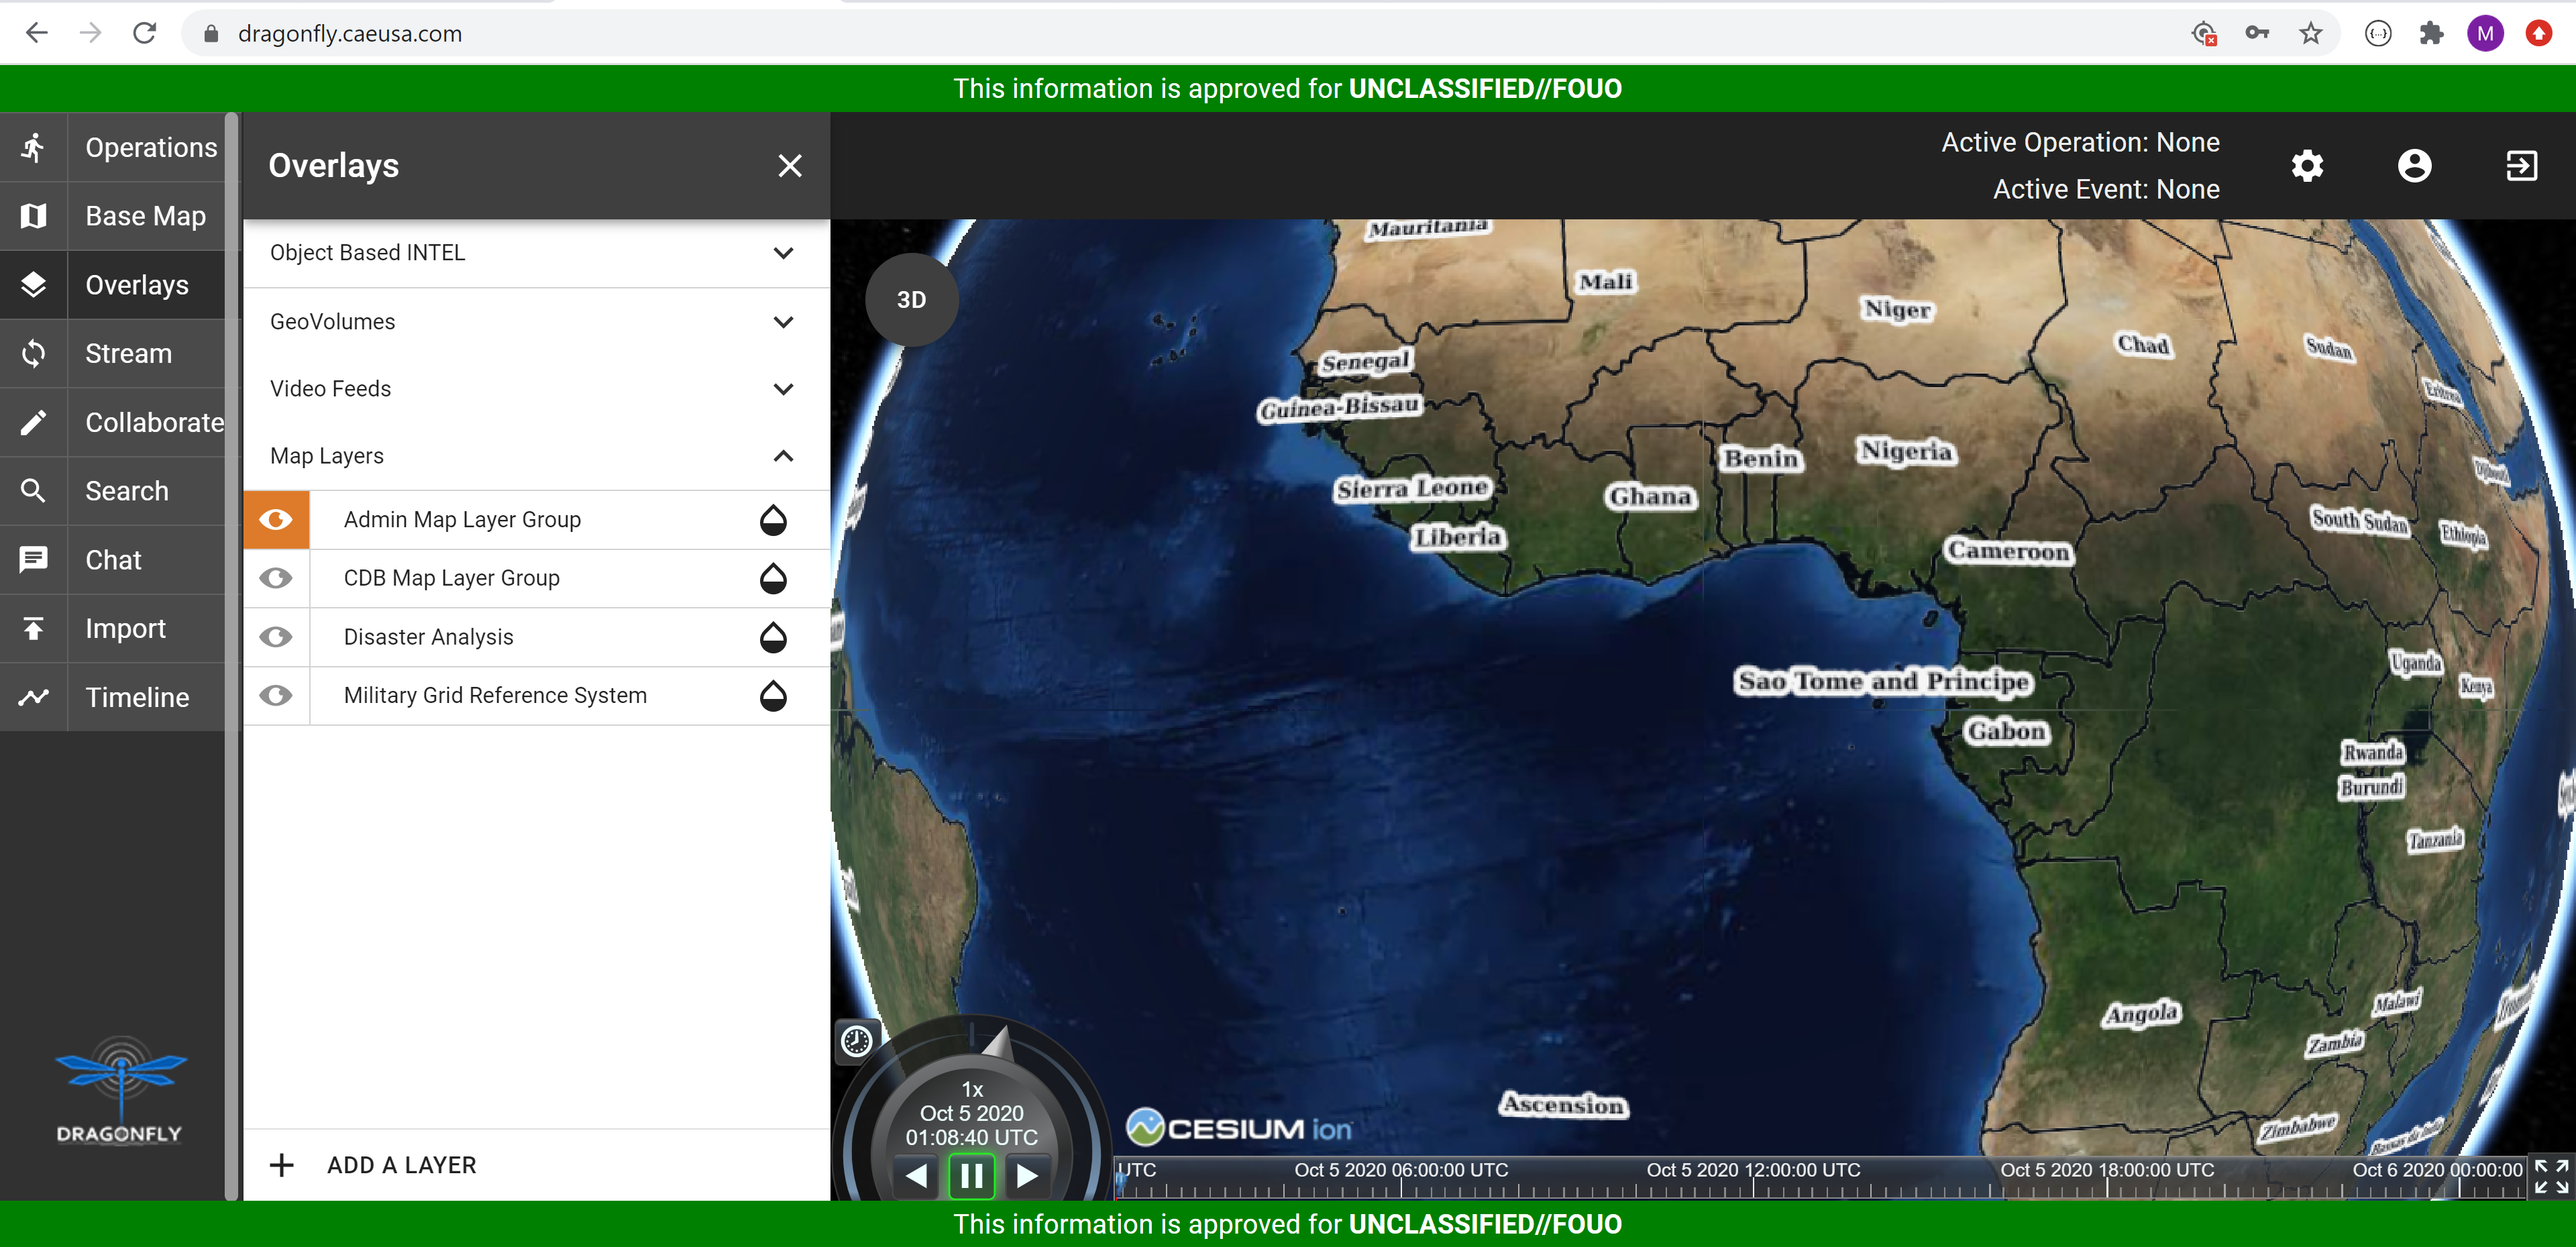 dragonfly.caeusa.com
M
This information is approved for UNCLASSIFIED//FOUO
Operations
Base Map
Overlays
Stream
Collaborate
Search
Chat
Import
Timeline
DRAGONFLY
Overlays
Object Based INTEL
GeoVolumes
Video Feeds
Map Layers
Admin Map Layer Group
CDB Map Layer Group
Disaster Analysis
Military Grid Reference System
ADD A LAYER
Active Operation: None
Active Event: None
3D
Mauritania
Mali
Niger
Chad
Sudan
Senegal
Eritrea
Guinea-Bissau
Benin
Nigeria
Djibouti
Sierra Leone
Ghana
South Sudan
Liberia
Ethiopia
Cameroon
Uganda
Sao Tome and Principe
Kenya
Gabon
Rwanda
Burundi
Tanzania
Malawi
Angola
Zambia
Ascension
Zimbabwe
1x
Oct 5 2020
01:08:40 UTC
CESIUM ion
UTC
Oct 5 2020 06:00:00 UTC
Oct 5 2020 12:00:00 UTC
Oct 5 2020 18:00:00 UTC
Oct 6 2020 00:00:00
This information is approved for UNCLASSIFIED//FOUO